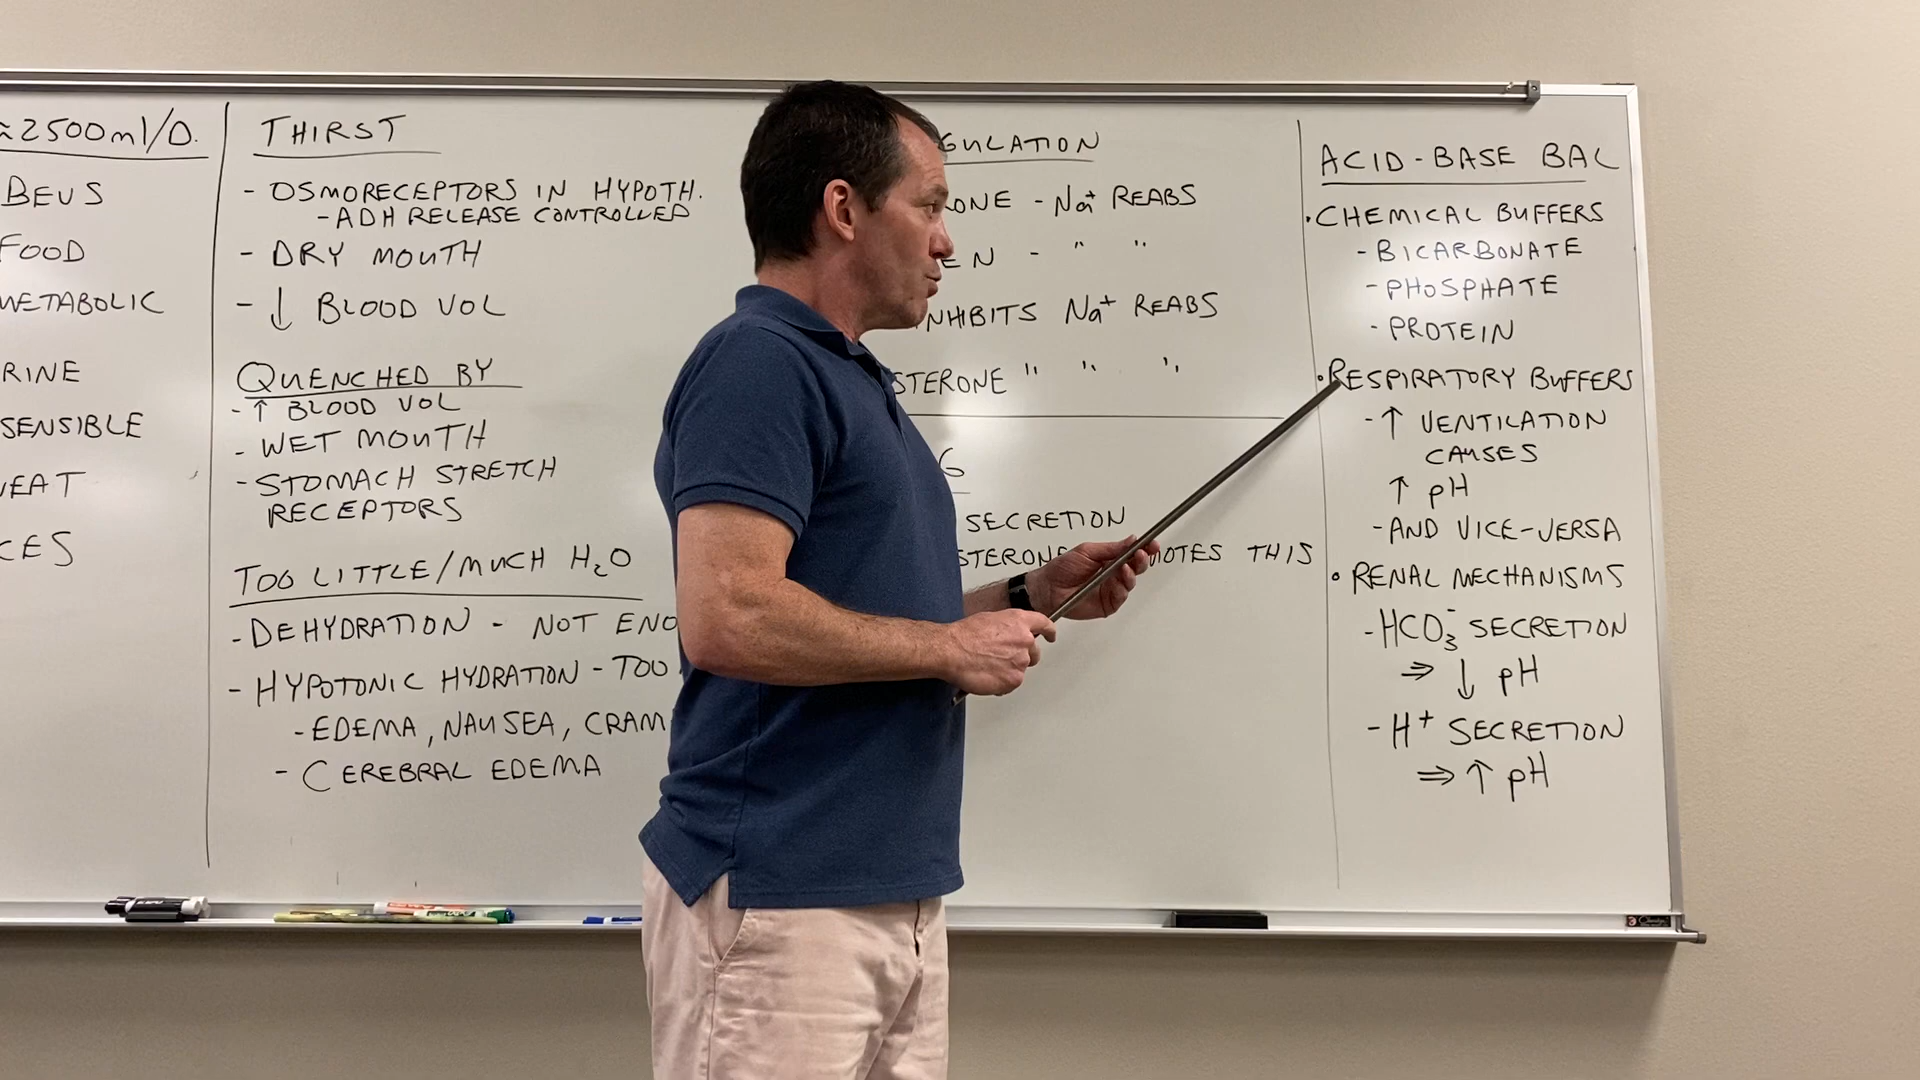 ≈2500ml/D.
BEVS
FOOD
METABOLIC
RINE
SENSIBLE
EAT
CES
THIRST
- OSMORECEPTORS IN HYPOTH.
- ADH RELEASE CONTROLLED
- DRY MOUTH
- ↓ BLOOD VOL
QUENCHED BY
- ↑ BLOOD VOL
- WET MOUTH
- STOMACH STRETCH
RECEPTORS
TOO LITTLE/MUCH H₂O
- DEHYDRATION - NOT ENO
- HYPOTONIC HYDRATION - TOO
- EDEMA, NAUSEA, CRAM
- CEREBRAL EDEMA
GULATION
RONE - Na⁺ REABS
EN - " "
NHIBITS Na⁺ REABS
STERONE " " "
G
SECRETION
STERONE MOTES THIS
ACID-BASE BAL
• CHEMICAL BUFFERS
- BICARBONATE
- PHOSPHATE
- PROTEIN
• RESPIRATORY BUFFERS
- ↑ VENTILATION
CAUSES
↑ pH
- AND VICE-VERSA
• RENAL MECHANISMS
- HCO₃⁻ SECRETION
⇒ ↓ pH
- H⁺ SECRETION
⇒ ↑ pH